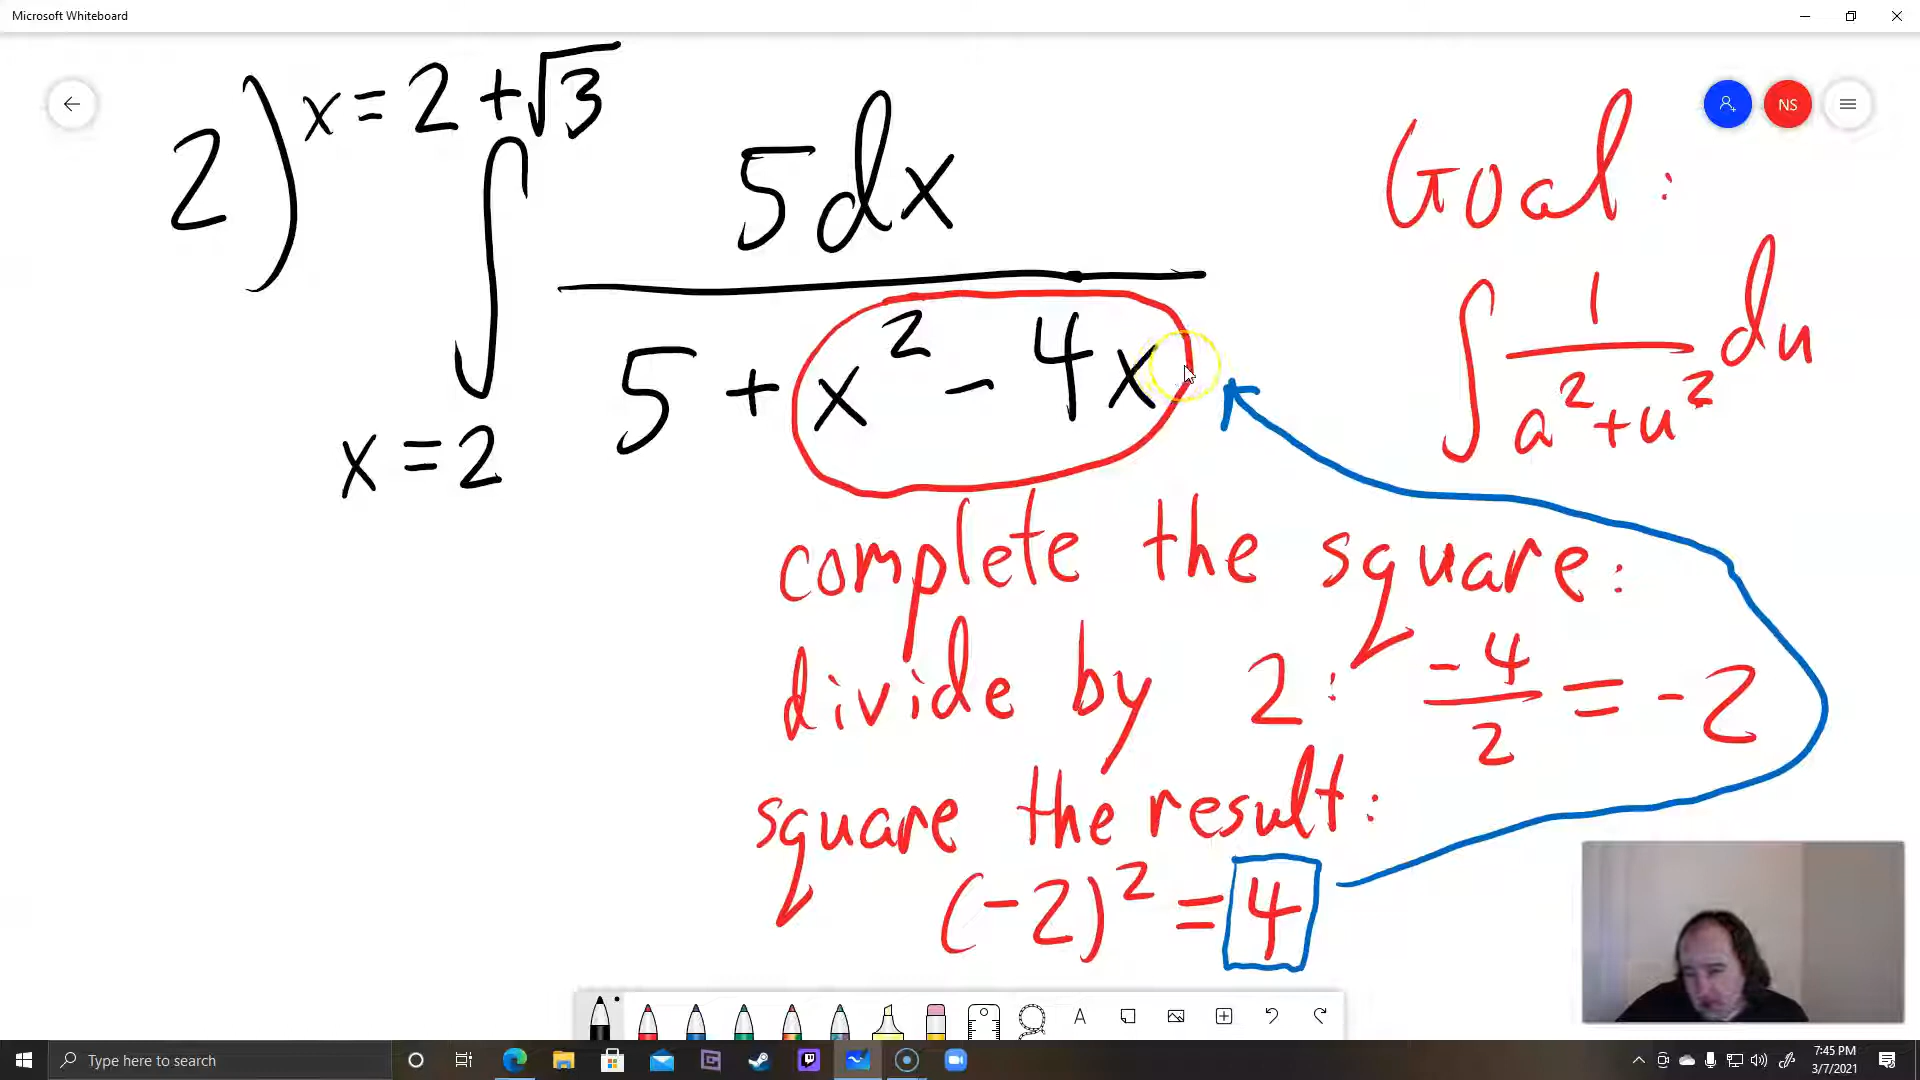 Microsoft Whiteboard
NS
2) x = 2 + √3
∫ 5dx
5 + x² − 4x
x = 2
Goal:
∫ 1 du
a² + u²
complete the square:
divide by 2: −4/2 = −2
square the result:
(−2)² = 4
A
Type here to search
7:45 PM
3/7/2021